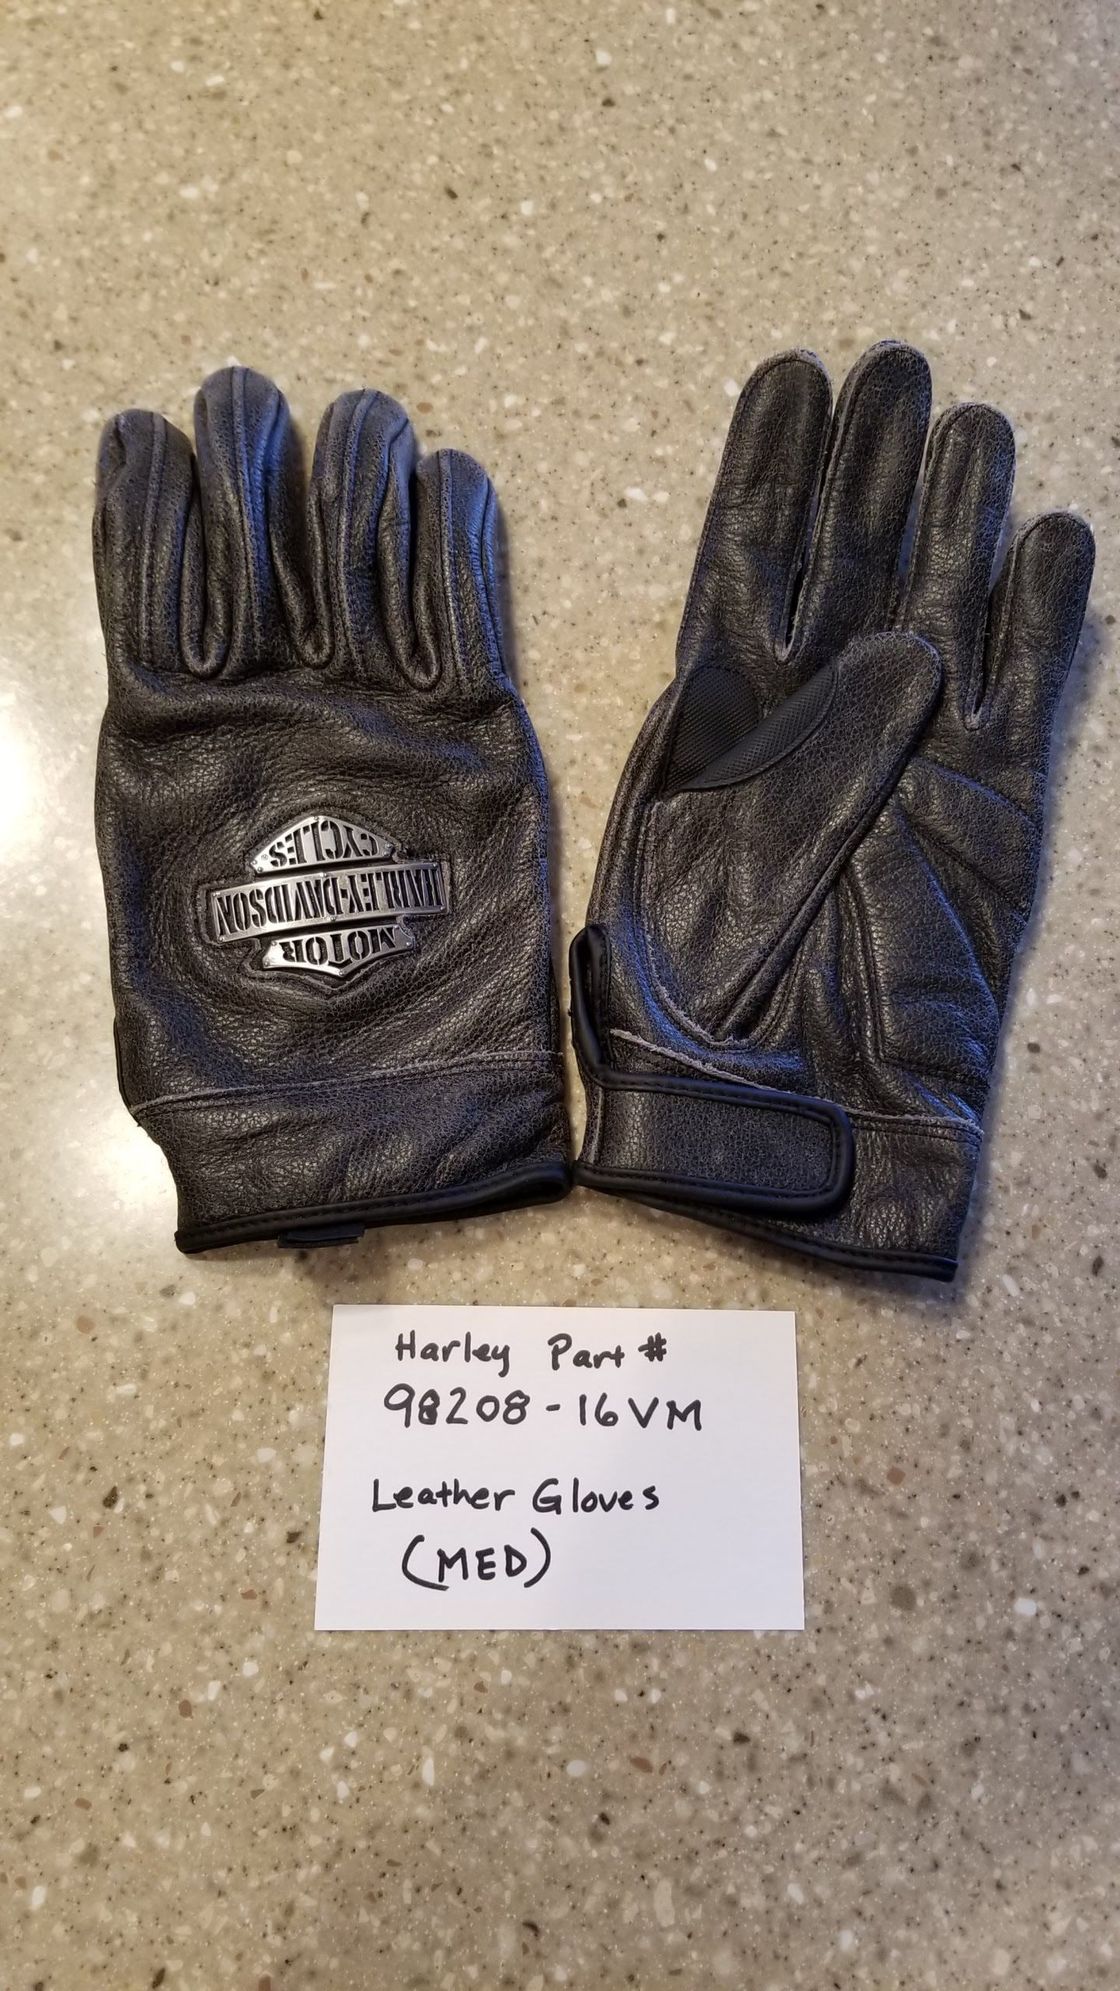 MOTOR
HARLEY-DAVIDSON
CYCLES
Harley Part #
98208-16VM
Leather Gloves
(MED)